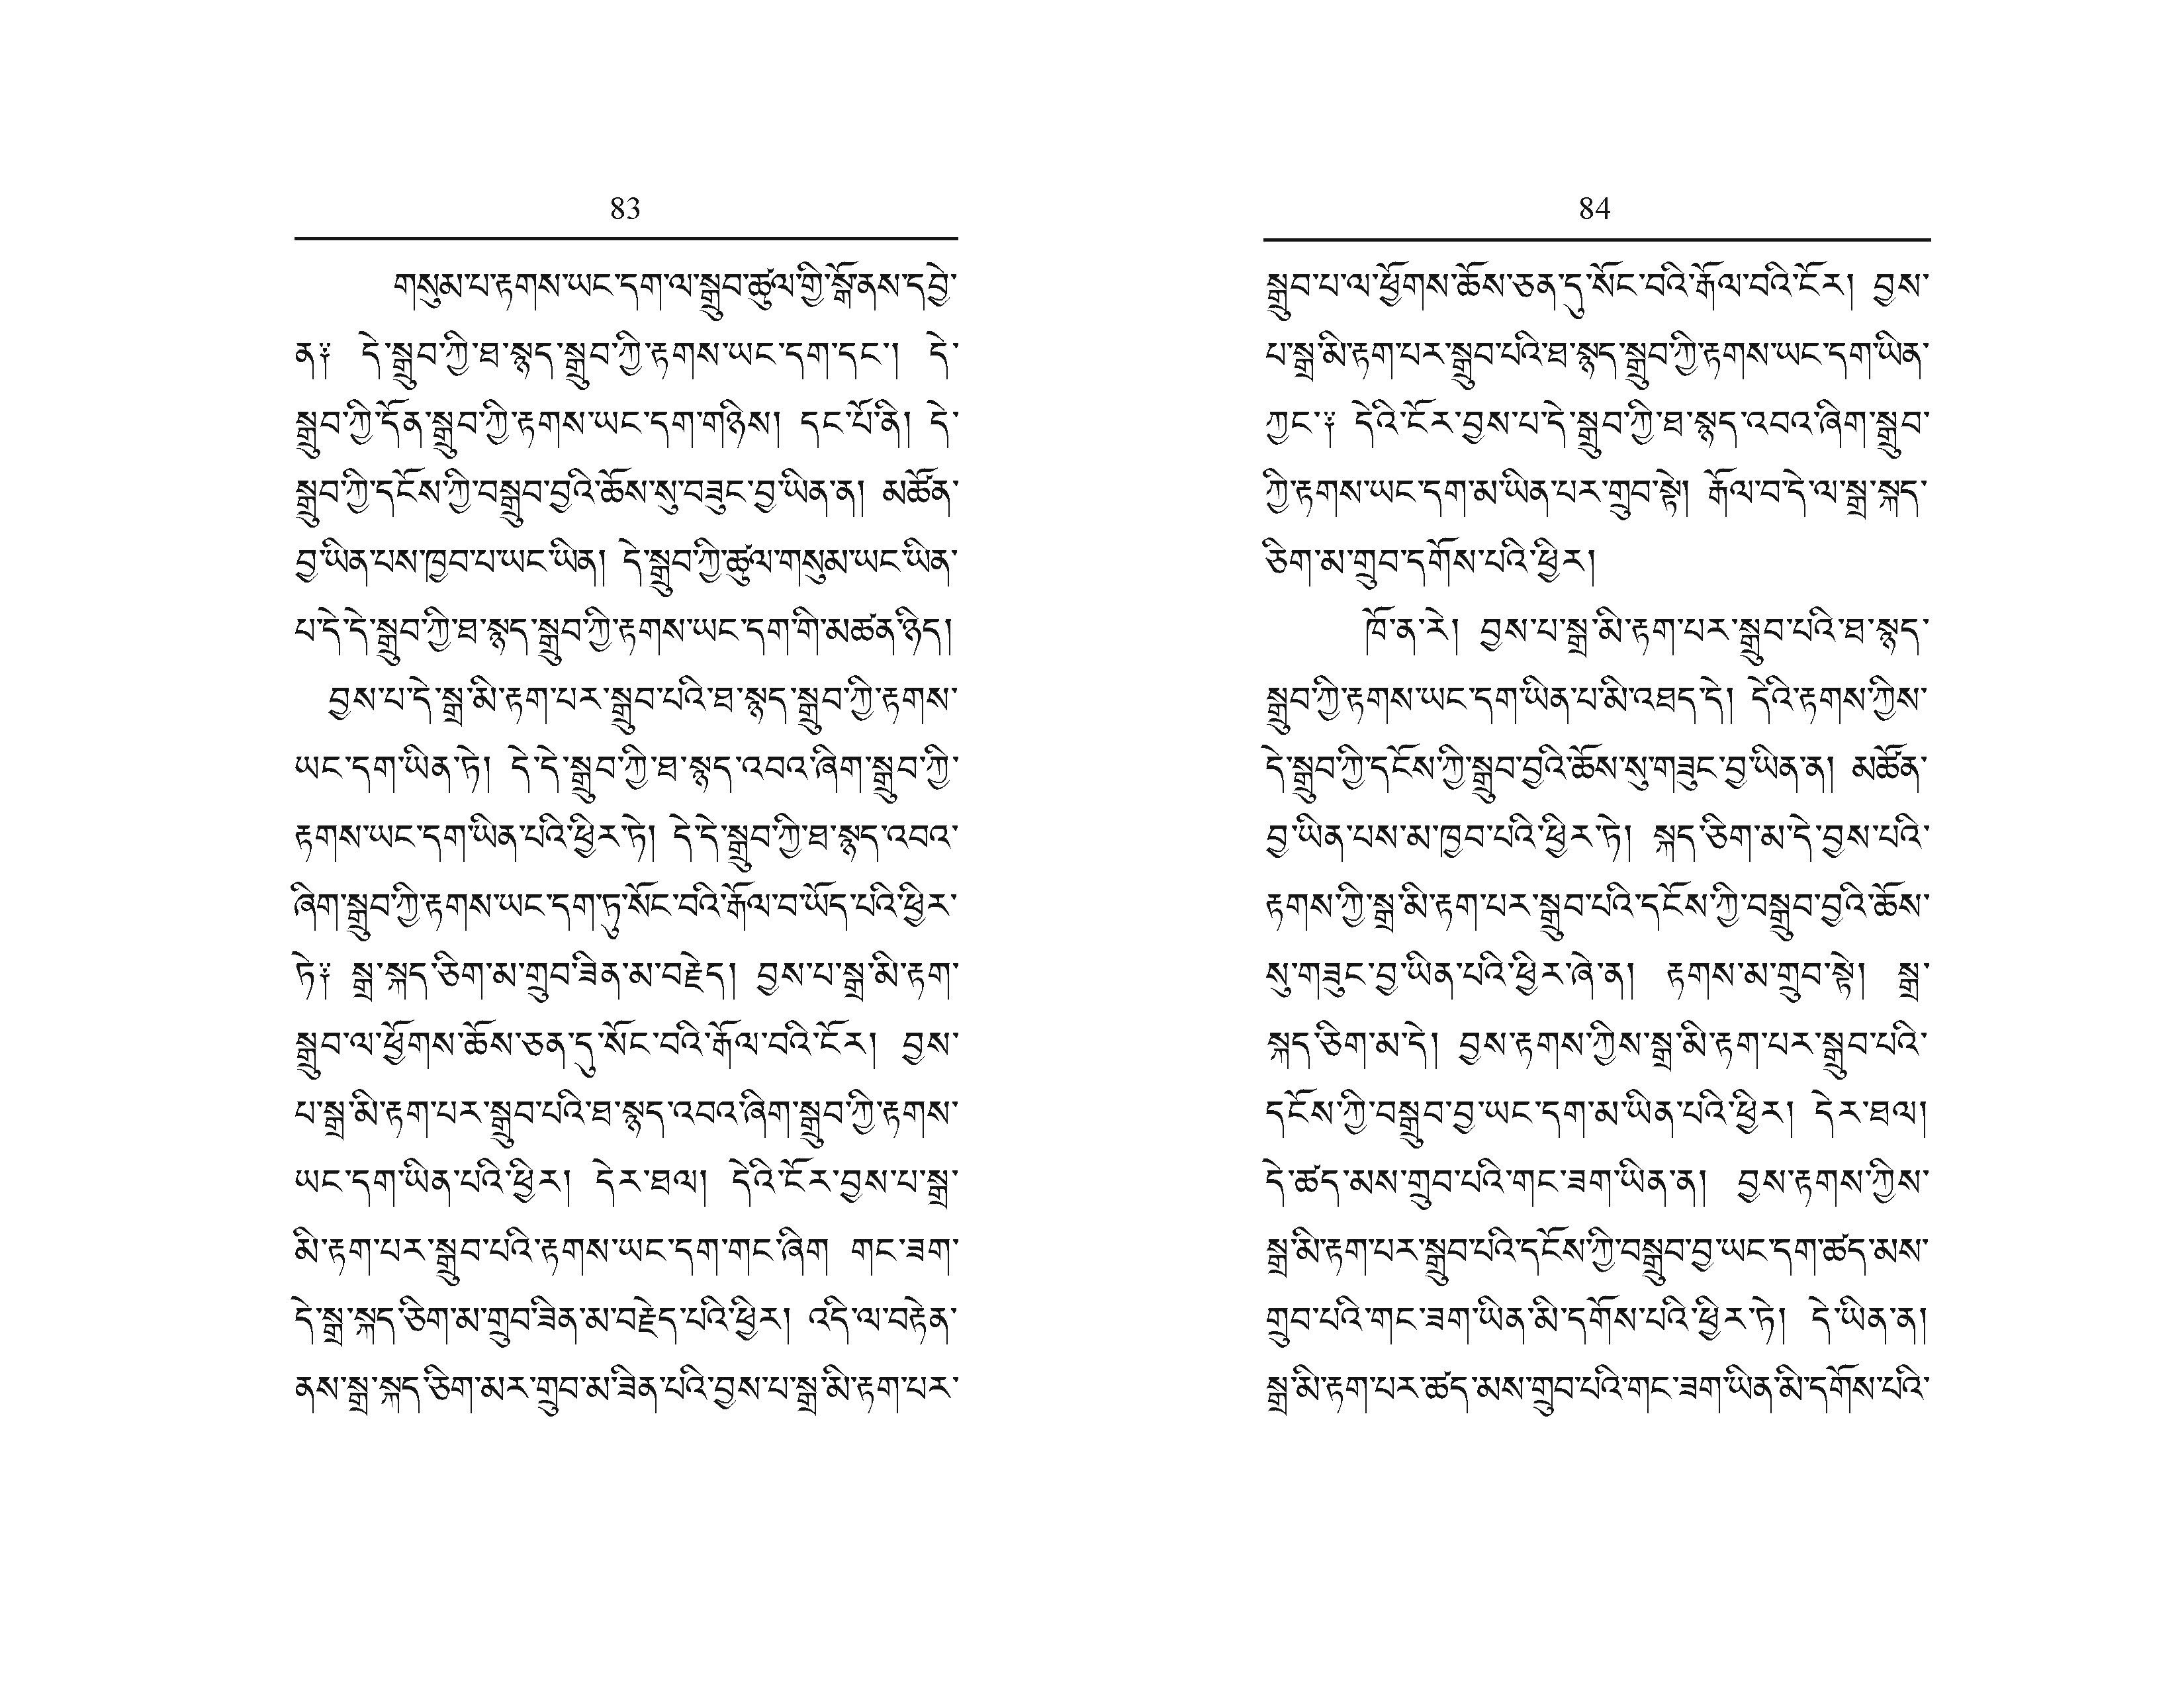 83
གསུམ་པ་རྟགས་ཡང་དག་ལ་སྒྲུབ་ཚུལ་གྱི་སྒོ་ནས་དབྱེ་
ན༑ དེ་སྒྲུབ་ཀྱི་ཐ་སྙད་སྒྲུབ་ཀྱི་རྟགས་ཡང་དག་དང་། དེ་
སྒྲུབ་ཀྱི་དོན་སྒྲུབ་ཀྱི་རྟགས་ཡང་དག་གཉིས། དང་པོ་ནི། དེ་
སྒྲུབ་ཀྱི་དངོས་ཀྱི་བསྒྲུབ་བྱའི་ཆོས་སུ་བཟུང་བྱ་ཡིན་ན། མཚོན་
བྱ་ཡིན་པས་ཁྱབ་པ་ཡང་ཡིན། དེ་སྒྲུབ་ཀྱི་ཚུལ་གསུམ་ཡང་ཡིན་
པ་དེ་དེ་སྒྲུབ་ཀྱི་ཐ་སྙད་སྒྲུབ་ཀྱི་རྟགས་ཡང་དག་གི་མཚན་ཉིད།
བྱས་པ་དེ་སྒྲ་མི་རྟག་པར་སྒྲུབ་པའི་ཐ་སྙད་སྒྲུབ་ཀྱི་རྟགས་
ཡང་དག་ཡིན་ཏེ། དེ་དེ་སྒྲུབ་ཀྱི་ཐ་སྙད་འབའ་ཞིག་སྒྲུབ་ཀྱི་
རྟགས་ཡང་དག་ཡིན་པའི་ཕྱིར་ཏེ། དེ་དེ་སྒྲུབ་ཀྱི་ཐ་སྙད་འབའ་
ཞིག་སྒྲུབ་ཀྱི་རྟགས་ཡང་དག་ཏུ་སོང་བའི་རྒོལ་བ་ཡོད་པའི་ཕྱིར་
ཏེ༑ སྒྲ་སྐད་ཅིག་མ་གྲུབ་ཟིན་མ་བརྗེད། བྱས་པ་སྒྲ་མི་རྟག་
སྒྲུབ་ལ་ཕྱོགས་ཆོས་ཅན་དུ་སོང་བའི་རྒོལ་བའི་ངོར། བྱས་
པ་སྒྲ་མི་རྟག་པར་སྒྲུབ་པའི་ཐ་སྙད་འབའ་ཞིག་སྒྲུབ་ཀྱི་རྟགས་
ཡང་དག་ཡིན་པའི་ཕྱིར། དེར་ཐལ། དེའི་ངོར་བྱས་པ་སྒྲ་
མི་རྟག་པར་སྒྲུབ་པའི་རྟགས་ཡང་དག་གང་ཞིག གང་ཟག་
དེ་སྒྲ་སྐད་ཅིག་མ་གྲུབ་ཟིན་མ་བརྗེད་པའི་ཕྱིར། འདི་ལ་བརྟེན་
ནས་སྒྲ་སྐད་ཅིག་མར་གྲུབ་མ་ཟིན་པའི་བྱས་པ་སྒྲ་མི་རྟག་པར་
84
སྒྲུབ་པ་ལ་ཕྱོགས་ཆོས་ཅན་དུ་སོང་བའི་རྒོལ་བའི་ངོར། བྱས་
པ་སྒྲ་མི་རྟག་པར་སྒྲུབ་པའི་ཐ་སྙད་སྒྲུབ་ཀྱི་རྟགས་ཡང་དག་ཡིན་
ཀྱང་༑ དེའི་ངོར་བྱས་པ་དེ་སྒྲུབ་ཀྱི་ཐ་སྙད་འབའ་ཞིག་སྒྲུབ་
ཀྱི་རྟགས་ཡང་དག་མ་ཡིན་པར་གྲུབ་སྟེ། རྒོལ་བ་དེ་ལ་སྒྲ་སྐད་
ཅིག་མ་གྲུབ་དགོས་པའི་ཕྱིར།
ཁོ་ན་རེ། བྱས་པ་སྒྲ་མི་རྟག་པར་སྒྲུབ་པའི་ཐ་སྙད་
སྒྲུབ་ཀྱི་རྟགས་ཡང་དག་ཡིན་པ་མི་འཐད་དེ། དེའི་རྟགས་ཀྱིས་
དེ་སྒྲུབ་ཀྱི་དངོས་ཀྱི་སྒྲུབ་བྱའི་ཆོས་སུ་གཟུང་བྱ་ཡིན་ན། མཚོན་
བྱ་ཡིན་པས་མ་ཁྱབ་པའི་ཕྱིར་ཏེ། སྐད་ཅིག་མ་དེ་བྱས་པའི་
རྟགས་ཀྱི་སྒྲ་མི་རྟག་པར་སྒྲུབ་པའི་དངོས་ཀྱི་བསྒྲུབ་བྱའི་ཆོས་
སུ་གཟུང་བྱ་ཡིན་པའི་ཕྱིར་ཞེ་ན། རྟགས་མ་གྲུབ་སྟེ། སྒྲ་
སྐད་ཅིག་མ་དེ། བྱས་རྟགས་ཀྱིས་སྒྲ་མི་རྟག་པར་སྒྲུབ་པའི་
དངོས་ཀྱི་བསྒྲུབ་བྱ་ཡང་དག་མ་ཡིན་པའི་ཕྱིར། དེར་ཐལ།
དེ་ཚད་མས་གྲུབ་པའི་གང་ཟག་ཡིན་ན། བྱས་རྟགས་ཀྱིས་
སྒྲ་མི་རྟག་པར་སྒྲུབ་པའི་དངོས་ཀྱི་བསྒྲུབ་བྱ་ཡང་དག་ཚད་མས་
གྲུབ་པའི་གང་ཟག་ཡིན་མི་དགོས་པའི་ཕྱིར་ཏེ། དེ་ཡིན་ན།
སྒྲ་མི་རྟག་པར་ཚད་མས་གྲུབ་པའི་གང་ཟག་ཡིན་མི་དགོས་པའི་